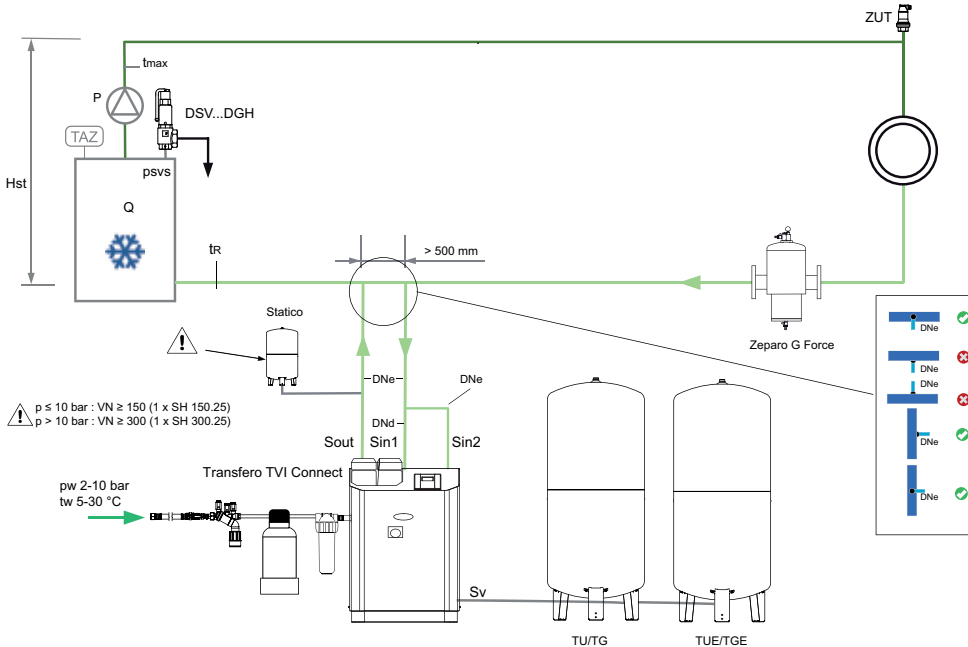 ZUT
tmax
P
DSV...DGH
TAZ
Hst
psvs
Q
tR
> 500 mm
Zeparo G Force
Statico
!
DNe
DNe
DNd
! p ≤ 10 bar : VN ≥ 150 (1 x SH 150.25)
p > 10 bar : VN ≥ 300 (1 x SH 300.25)
Sout Sin1 Sin2
Transfero TVI Connect
pw 2-10 bar
tw 5-30 °C
Sv
TU/TG
TUE/TGE
DNe
DNe
DNe
DNe
DNe